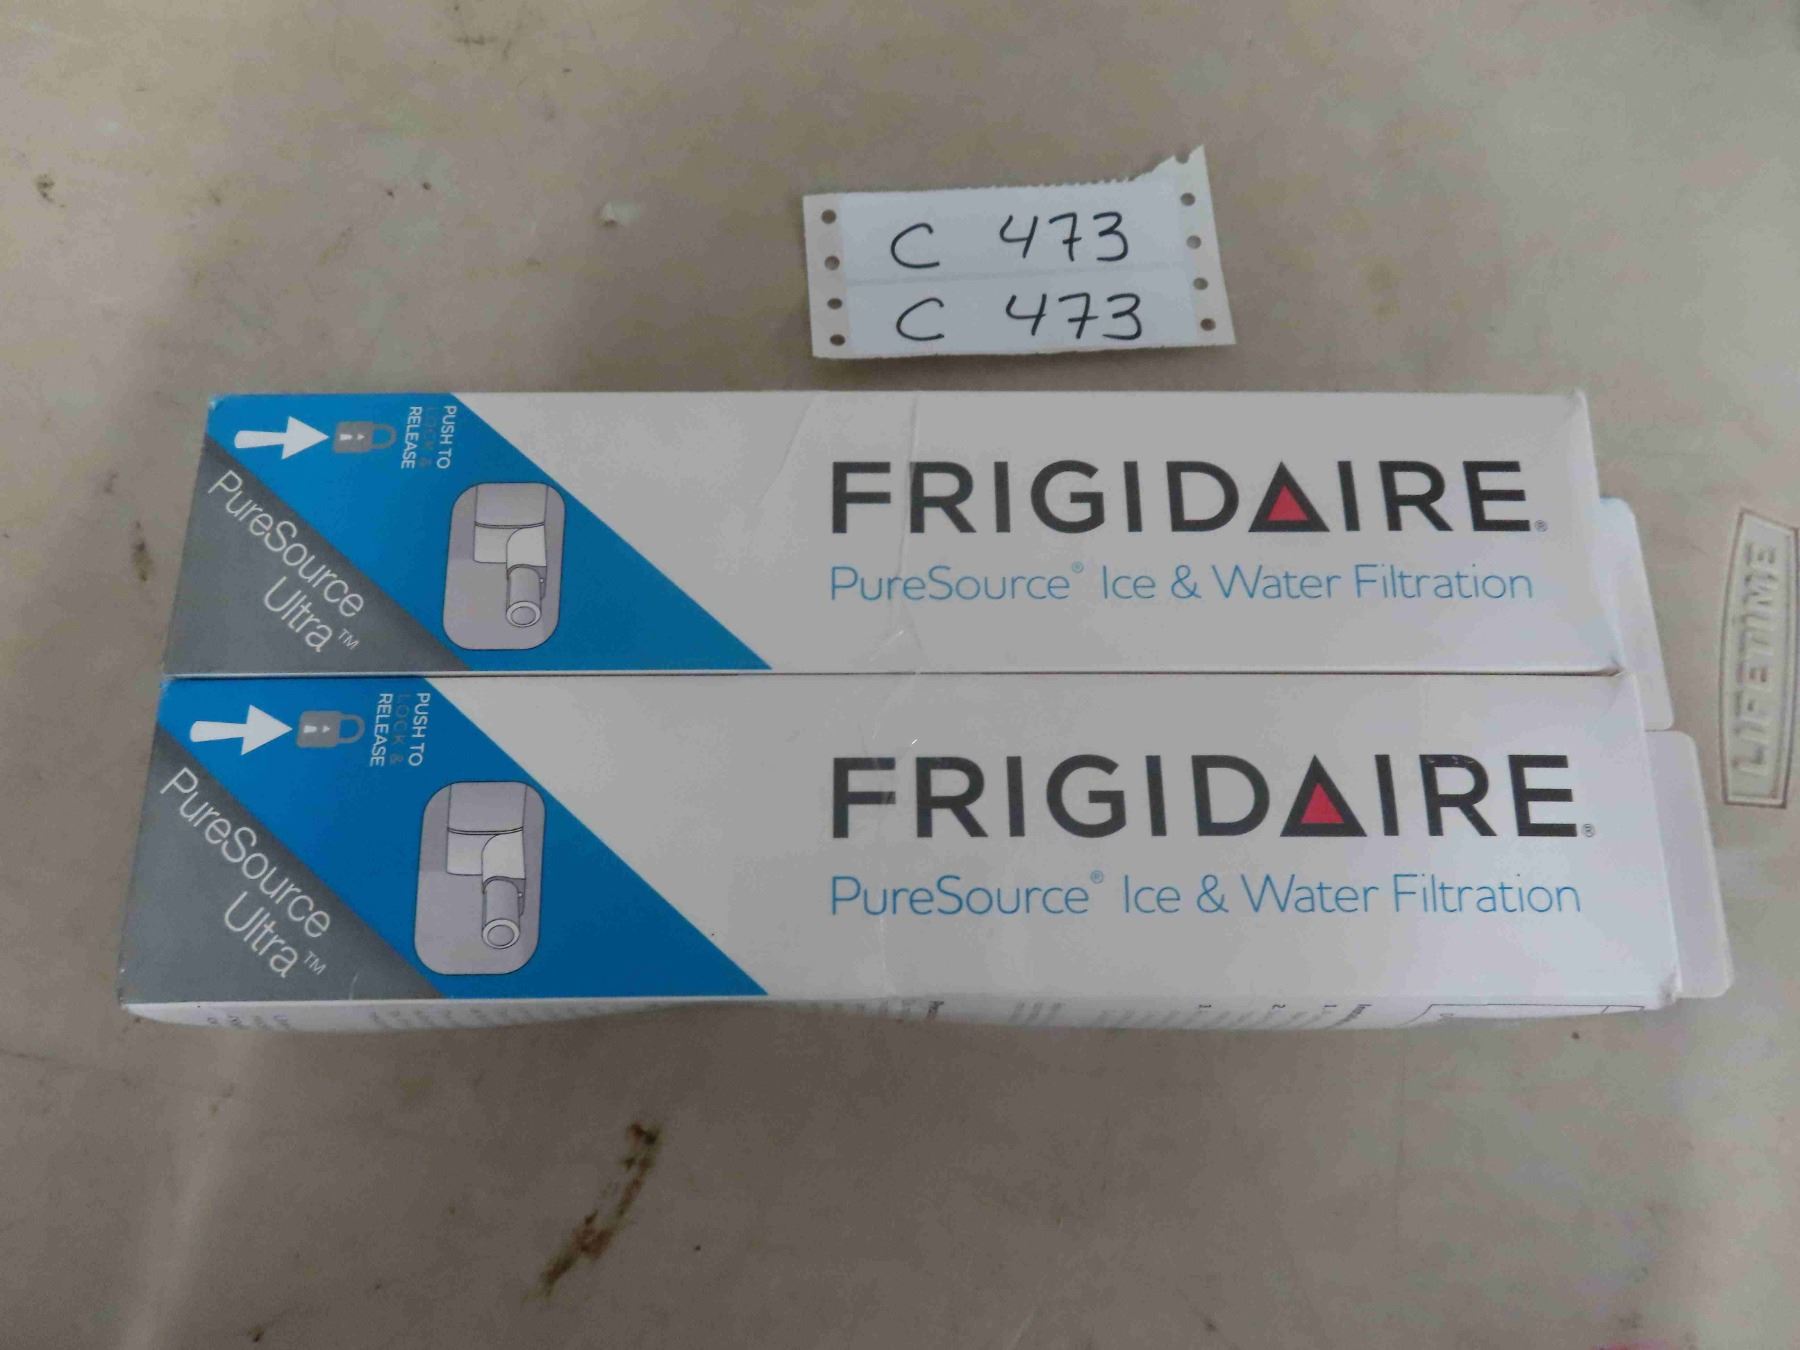 C 473
C 473
PUSH TO
LOCK &
RELEASE
PureSource
Ultra™
FRIGIDAIRE®
PureSource® Ice & Water Filtration
PUSH TO
LOCK &
RELEASE
PureSource
Ultra™
FRIGIDAIRE®
PureSource® Ice & Water Filtration
LIFETIME